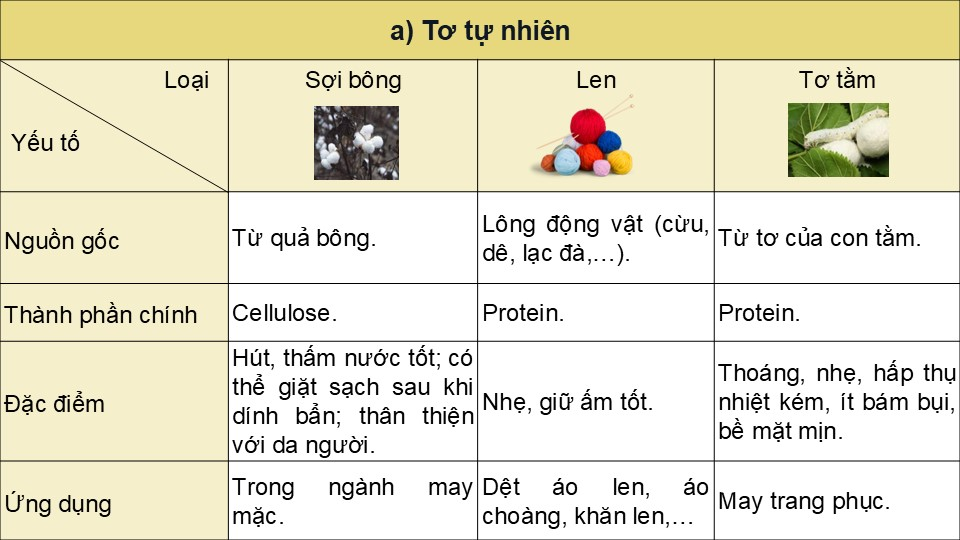 a) Tơ tự nhiên
Loại
Yếu tố
Sợi bông
Len
Tơ tằm
Nguồn gốc
Từ quả bông.
Lông động vật (cừu,
dê, lạc đà,…).
Từ tơ của con tằm.
Thành phần chính
Cellulose.
Protein.
Protein.
Đặc điểm
Hút, thấm nước tốt; có
thể giặt sạch sau khi
dính bẩn; thân thiện
với da người.
Nhẹ, giữ ấm tốt.
Thoáng, nhẹ, hấp thụ
nhiệt kém, ít bám bụi,
bề mặt mịn.
Ứng dụng
Trong ngành may
mặc.
Dệt áo len, áo
choàng, khăn len,…
May trang phục.